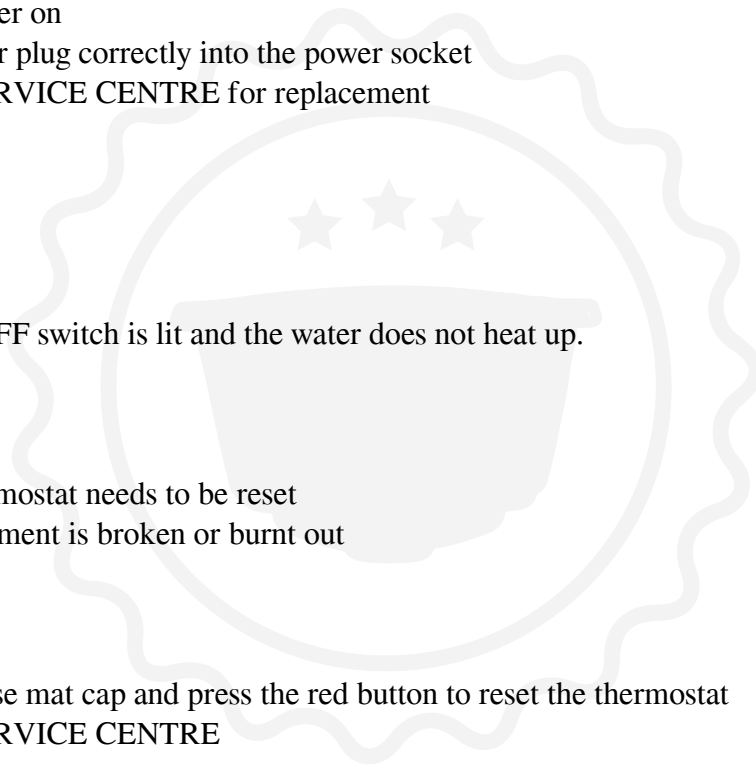 er on
r plug correctly into the power socket
RVICE CENTRE for replacement
FF switch is lit and the water does not heat up.
mostat needs to be reset
ment is broken or burnt out
se mat cap and press the red button to reset the thermostat
RVICE CENTRE